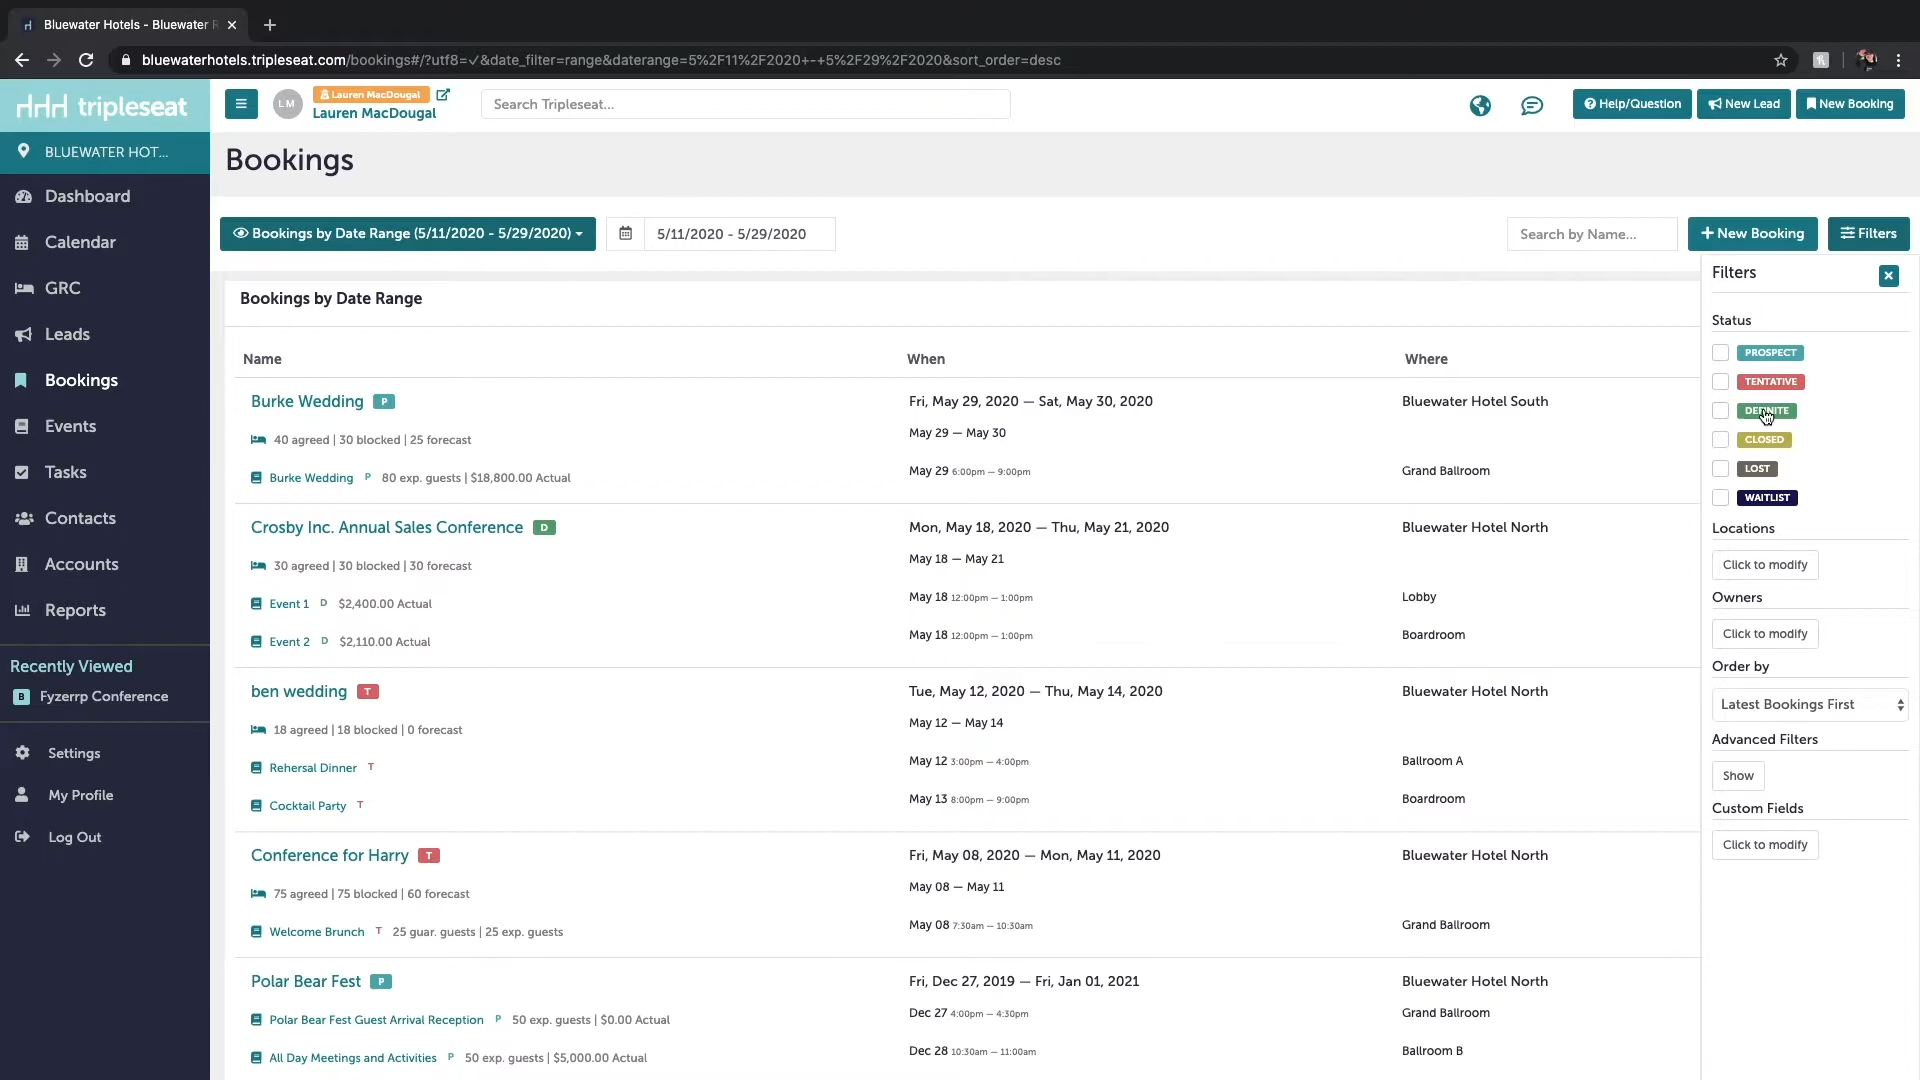 Bluewater Hotels - Bluewater R
bluewaterhotels.tripleseat.com/bookings#/?utf8=✓&date_filter=range&daterange=5%2F11%2F2020+-+5%2F29%2F2020&sort_order=desc
tripleseat
LM
Lauren MacDougal
Lauren MacDougal
Search Tripleseat...
Help/Question
New Lead
New Booking
BLUEWATER HOT...
Dashboard
Calendar
GRC
Leads
Bookings
Events
Tasks
Contacts
Accounts
Reports
Recently Viewed
B Fyzerrp Conference
Settings
My Profile
Log Out
Bookings
Bookings by Date Range (5/11/2020 - 5/29/2020)
5/11/2020 - 5/29/2020
Search by Name...
+ New Booking
Filters
Bookings by Date Range
Name When Where
Burke Wedding P Fri, May 29, 2020 — Sat, May 30, 2020 Bluewater Hotel South
40 agreed | 30 blocked | 25 forecast May 29 — May 30
Burke Wedding P 80 exp. guests | $18,800.00 Actual May 29 6:00pm — 9:00pm Grand Ballroom
Crosby Inc. Annual Sales Conference D Mon, May 18, 2020 — Thu, May 21, 2020 Bluewater Hotel North
30 agreed | 30 blocked | 30 forecast May 18 — May 21
Event 1 D $2,400.00 Actual May 18 12:00pm — 1:00pm Lobby
Event 2 D $2,110.00 Actual May 18 12:00pm — 1:00pm Boardroom
ben wedding T Tue, May 12, 2020 — Thu, May 14, 2020 Bluewater Hotel North
18 agreed | 18 blocked | 0 forecast May 12 — May 14
Rehersal Dinner T May 12 3:00pm — 4:00pm Ballroom A
Cocktail Party T May 13 8:00pm — 9:00pm Boardroom
Conference for Harry T Fri, May 08, 2020 — Mon, May 11, 2020 Bluewater Hotel North
75 agreed | 75 blocked | 60 forecast May 08 — May 11
Welcome Brunch T 25 guar. guests | 25 exp. guests May 08 7:30am — 10:30am Grand Ballroom
Polar Bear Fest P Fri, Dec 27, 2019 — Fri, Jan 01, 2021 Bluewater Hotel North
Polar Bear Fest Guest Arrival Reception P 50 exp. guests | $0.00 Actual Dec 27 4:00pm — 4:30pm Grand Ballroom
All Day Meetings and Activities P 50 exp. guests | $5,000.00 Actual Dec 28 10:30am — 11:00am Ballroom B
Filters
Status
PROSPECT
TENTATIVE
DEFINITE
CLOSED
LOST
WAITLIST
Locations
Click to modify
Owners
Click to modify
Order by
Latest Bookings First
Advanced Filters
Show
Custom Fields
Click to modify